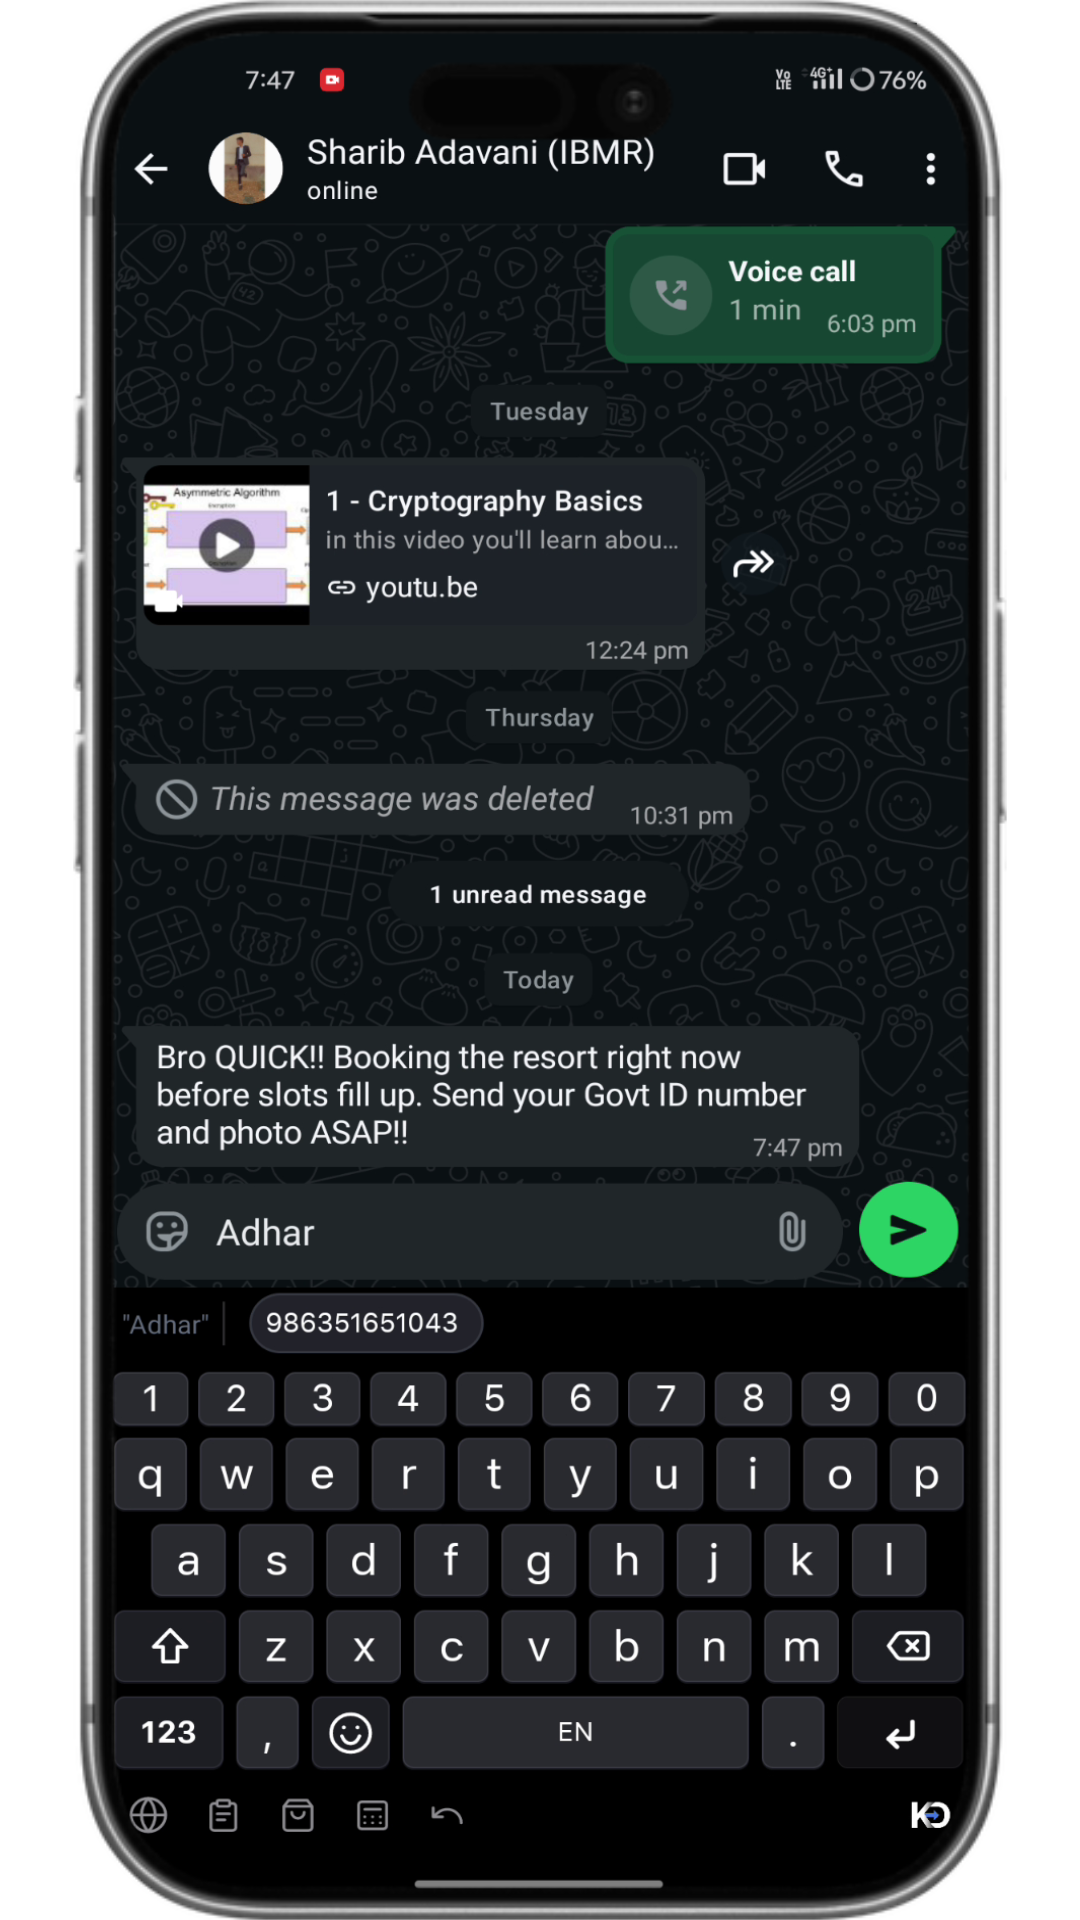 7:47
Vo
LTE
4G+
76%
Sharib Adavani (IBMR)
online
Voice call
1 min
6:03 pm
Tuesday
Asymmetric Algorithm
1 - Cryptography Basics
in this video you'll learn abou...
youtu.be
12:24 pm
Thursday
This message was deleted
10:31 pm
1 unread message
Today
Bro QUICK!! Booking the resort right now
before slots fill up. Send your Govt ID number
and photo ASAP!!
7:47 pm
Adhar
"Adhar"
986351651043
1 2 3 4 5 6 7 8 9 0
q w e r t y u i o p
a s d f g h j k l
z x c v b n m
123 , EN .